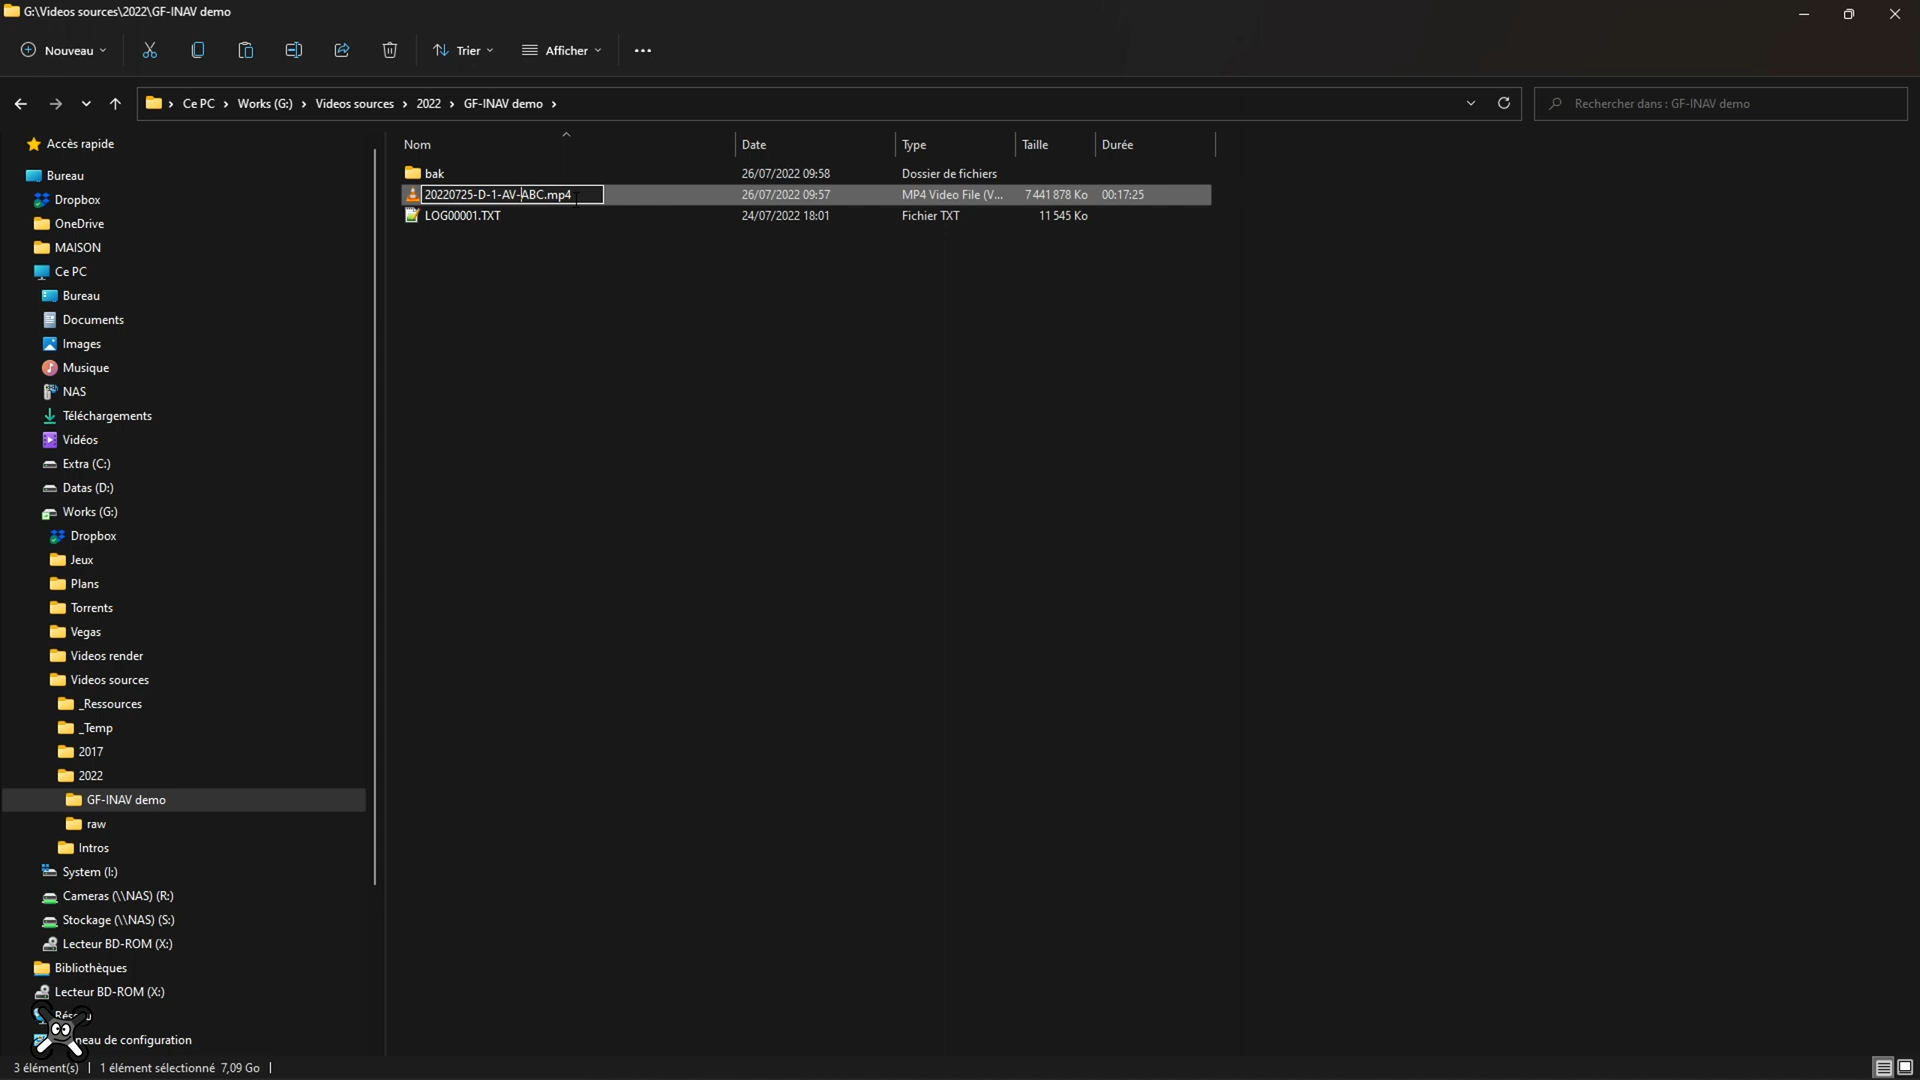 G:\Videos sources\2022\GF-INAV demo
Nouveau
Trier
Afficher
Ce PC > Works (G:) > Videos sources > 2022 > GF-INAV demo >
Rechercher dans : GF-INAV demo
Nom Date Type Taille Durée
bak 26/07/2022 09:58 Dossier de fichiers
20220725-D-1-AV-ABC.mp4 26/07/2022 09:57 MP4 Video File (V... 7 441 878 Ko 00:17:25
LOG00001.TXT 24/07/2022 18:01 Fichier TXT 11 545 Ko
Accès rapide
Bureau
Dropbox
OneDrive
MAISON
Ce PC
Bureau
Documents
Images
Musique
NAS
Téléchargements
Vidéos
Extra (C:)
Datas (D:)
Works (G:)
Dropbox
Jeux
Plans
Torrents
Vegas
Videos render
Videos sources
_Ressources
_Temp
2017
2022
GF-INAV demo
raw
Intros
System (I:)
Cameras (\\NAS) (R:)
Stockage (\\NAS) (S:)
Lecteur BD-ROM (X:)
Bibliothèques
Lecteur BD-ROM (X:)
neau de configuration
3 élément(s) | 1 élément sélectionné 7,09 Go |